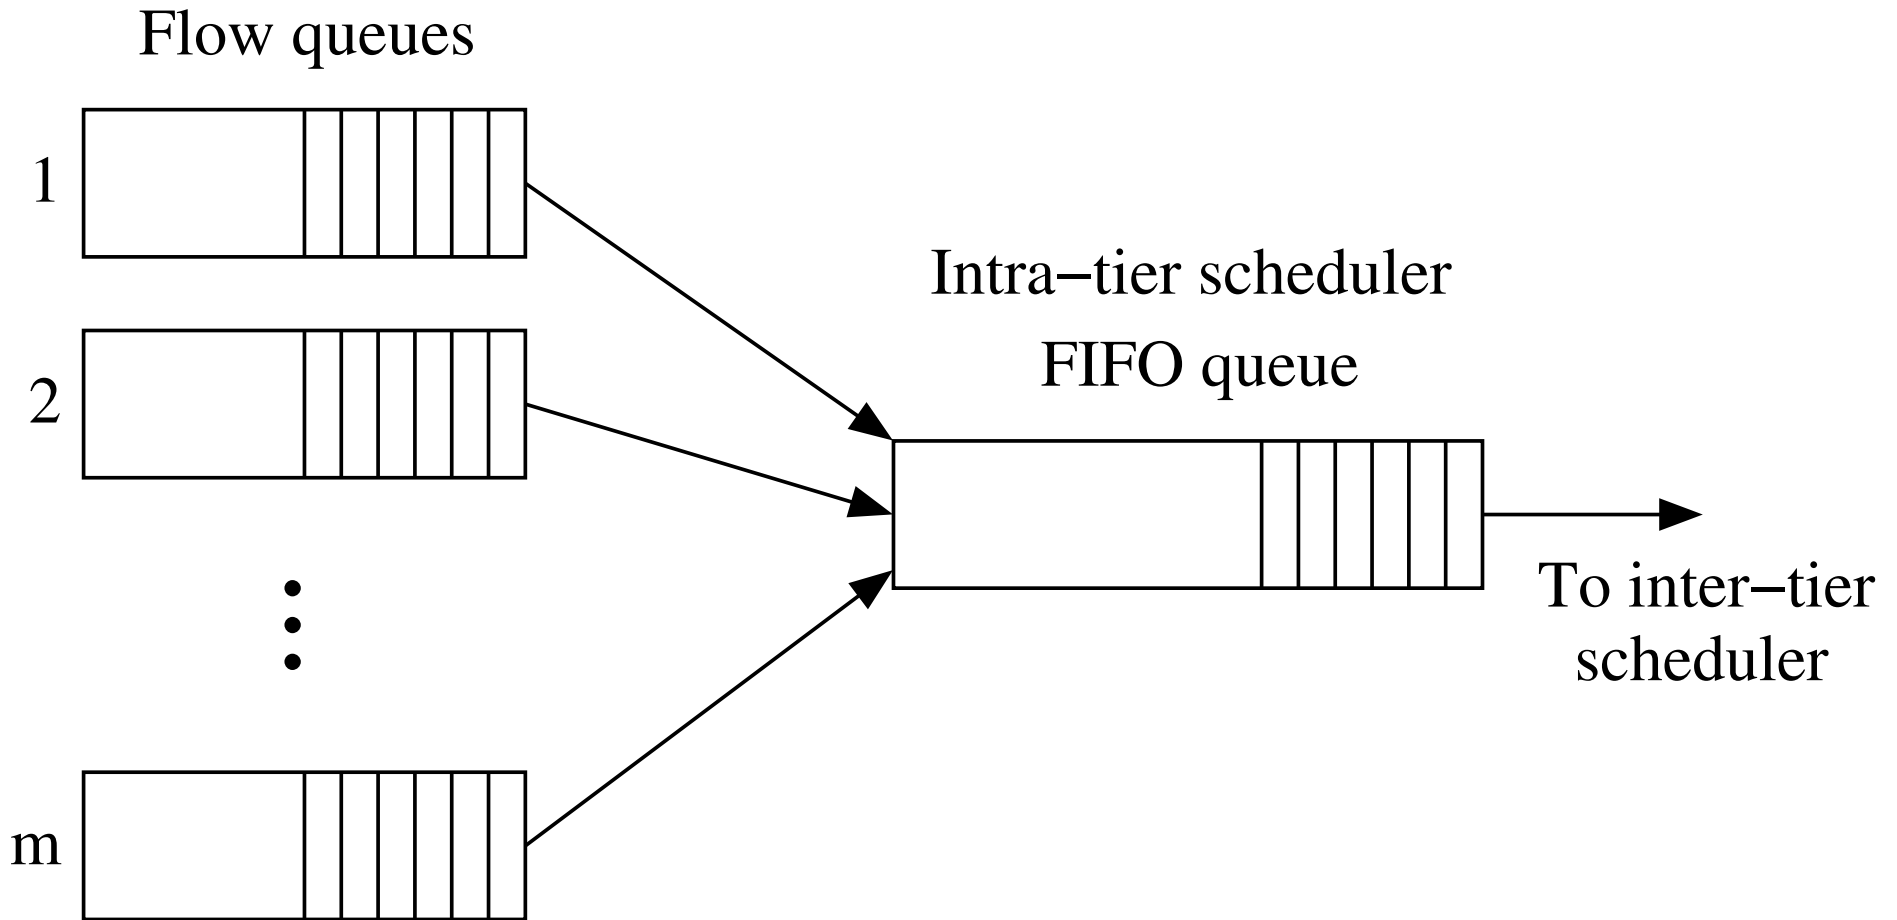 Flow queues
1
2
m
Intra−tier scheduler
FIFO queue
To inter−tier
scheduler